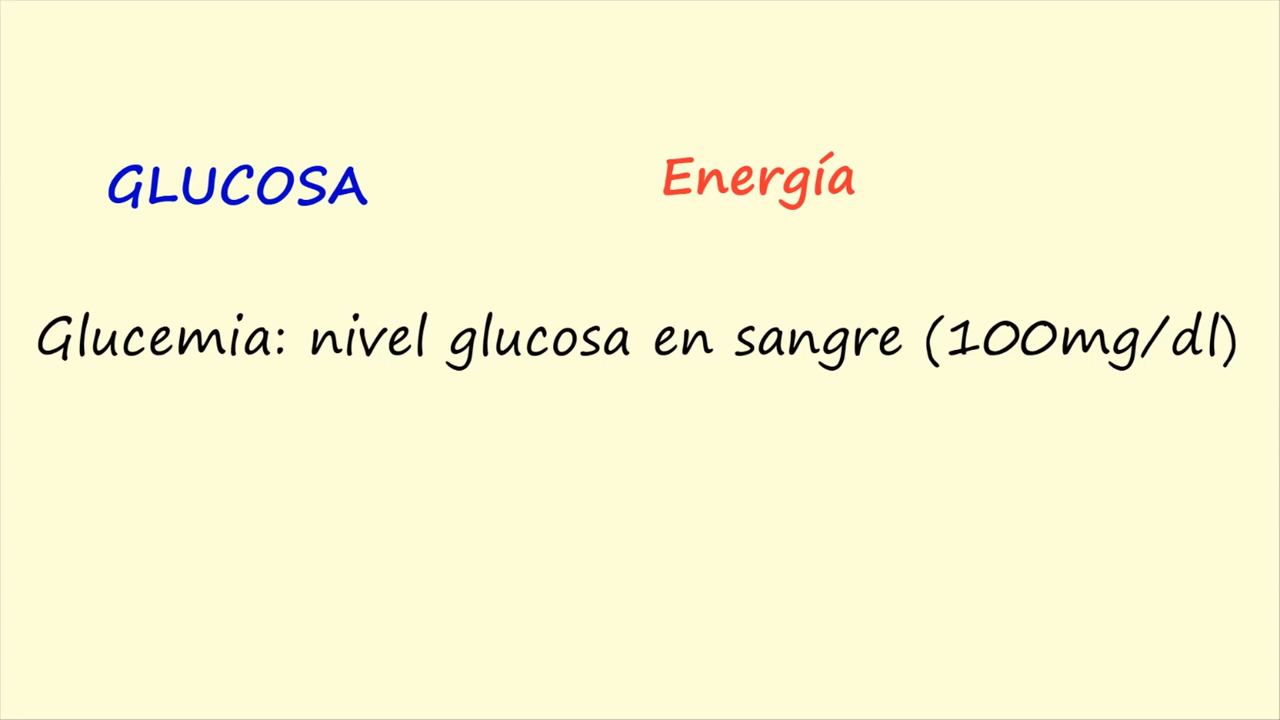 GLUCOSA Energía
Glucemia: nivel glucosa en sangre (100mg/dl)